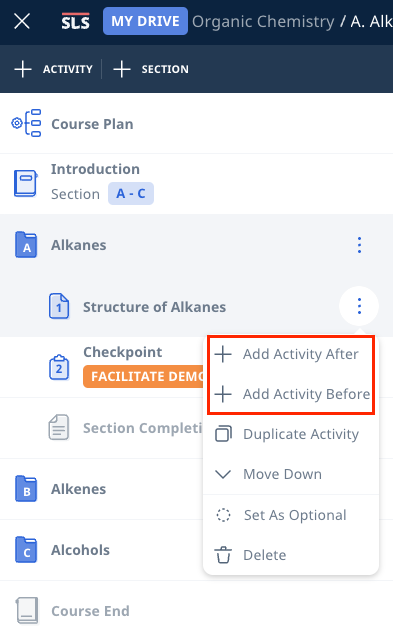 SLS MY DRIVE Organic Chemistry / A. Alk
ACTIVITY SECTION
Course Plan
Introduction
Section A - C
A Alkanes
1 Structure of Alkanes
Add Activity After
Checkpoint
2 FACILITATE DEMO
Add Activity Before
Section Completi
Duplicate Activity
Move Down
B Alkenes
Set As Optional
C Alcohols
Delete
Course End